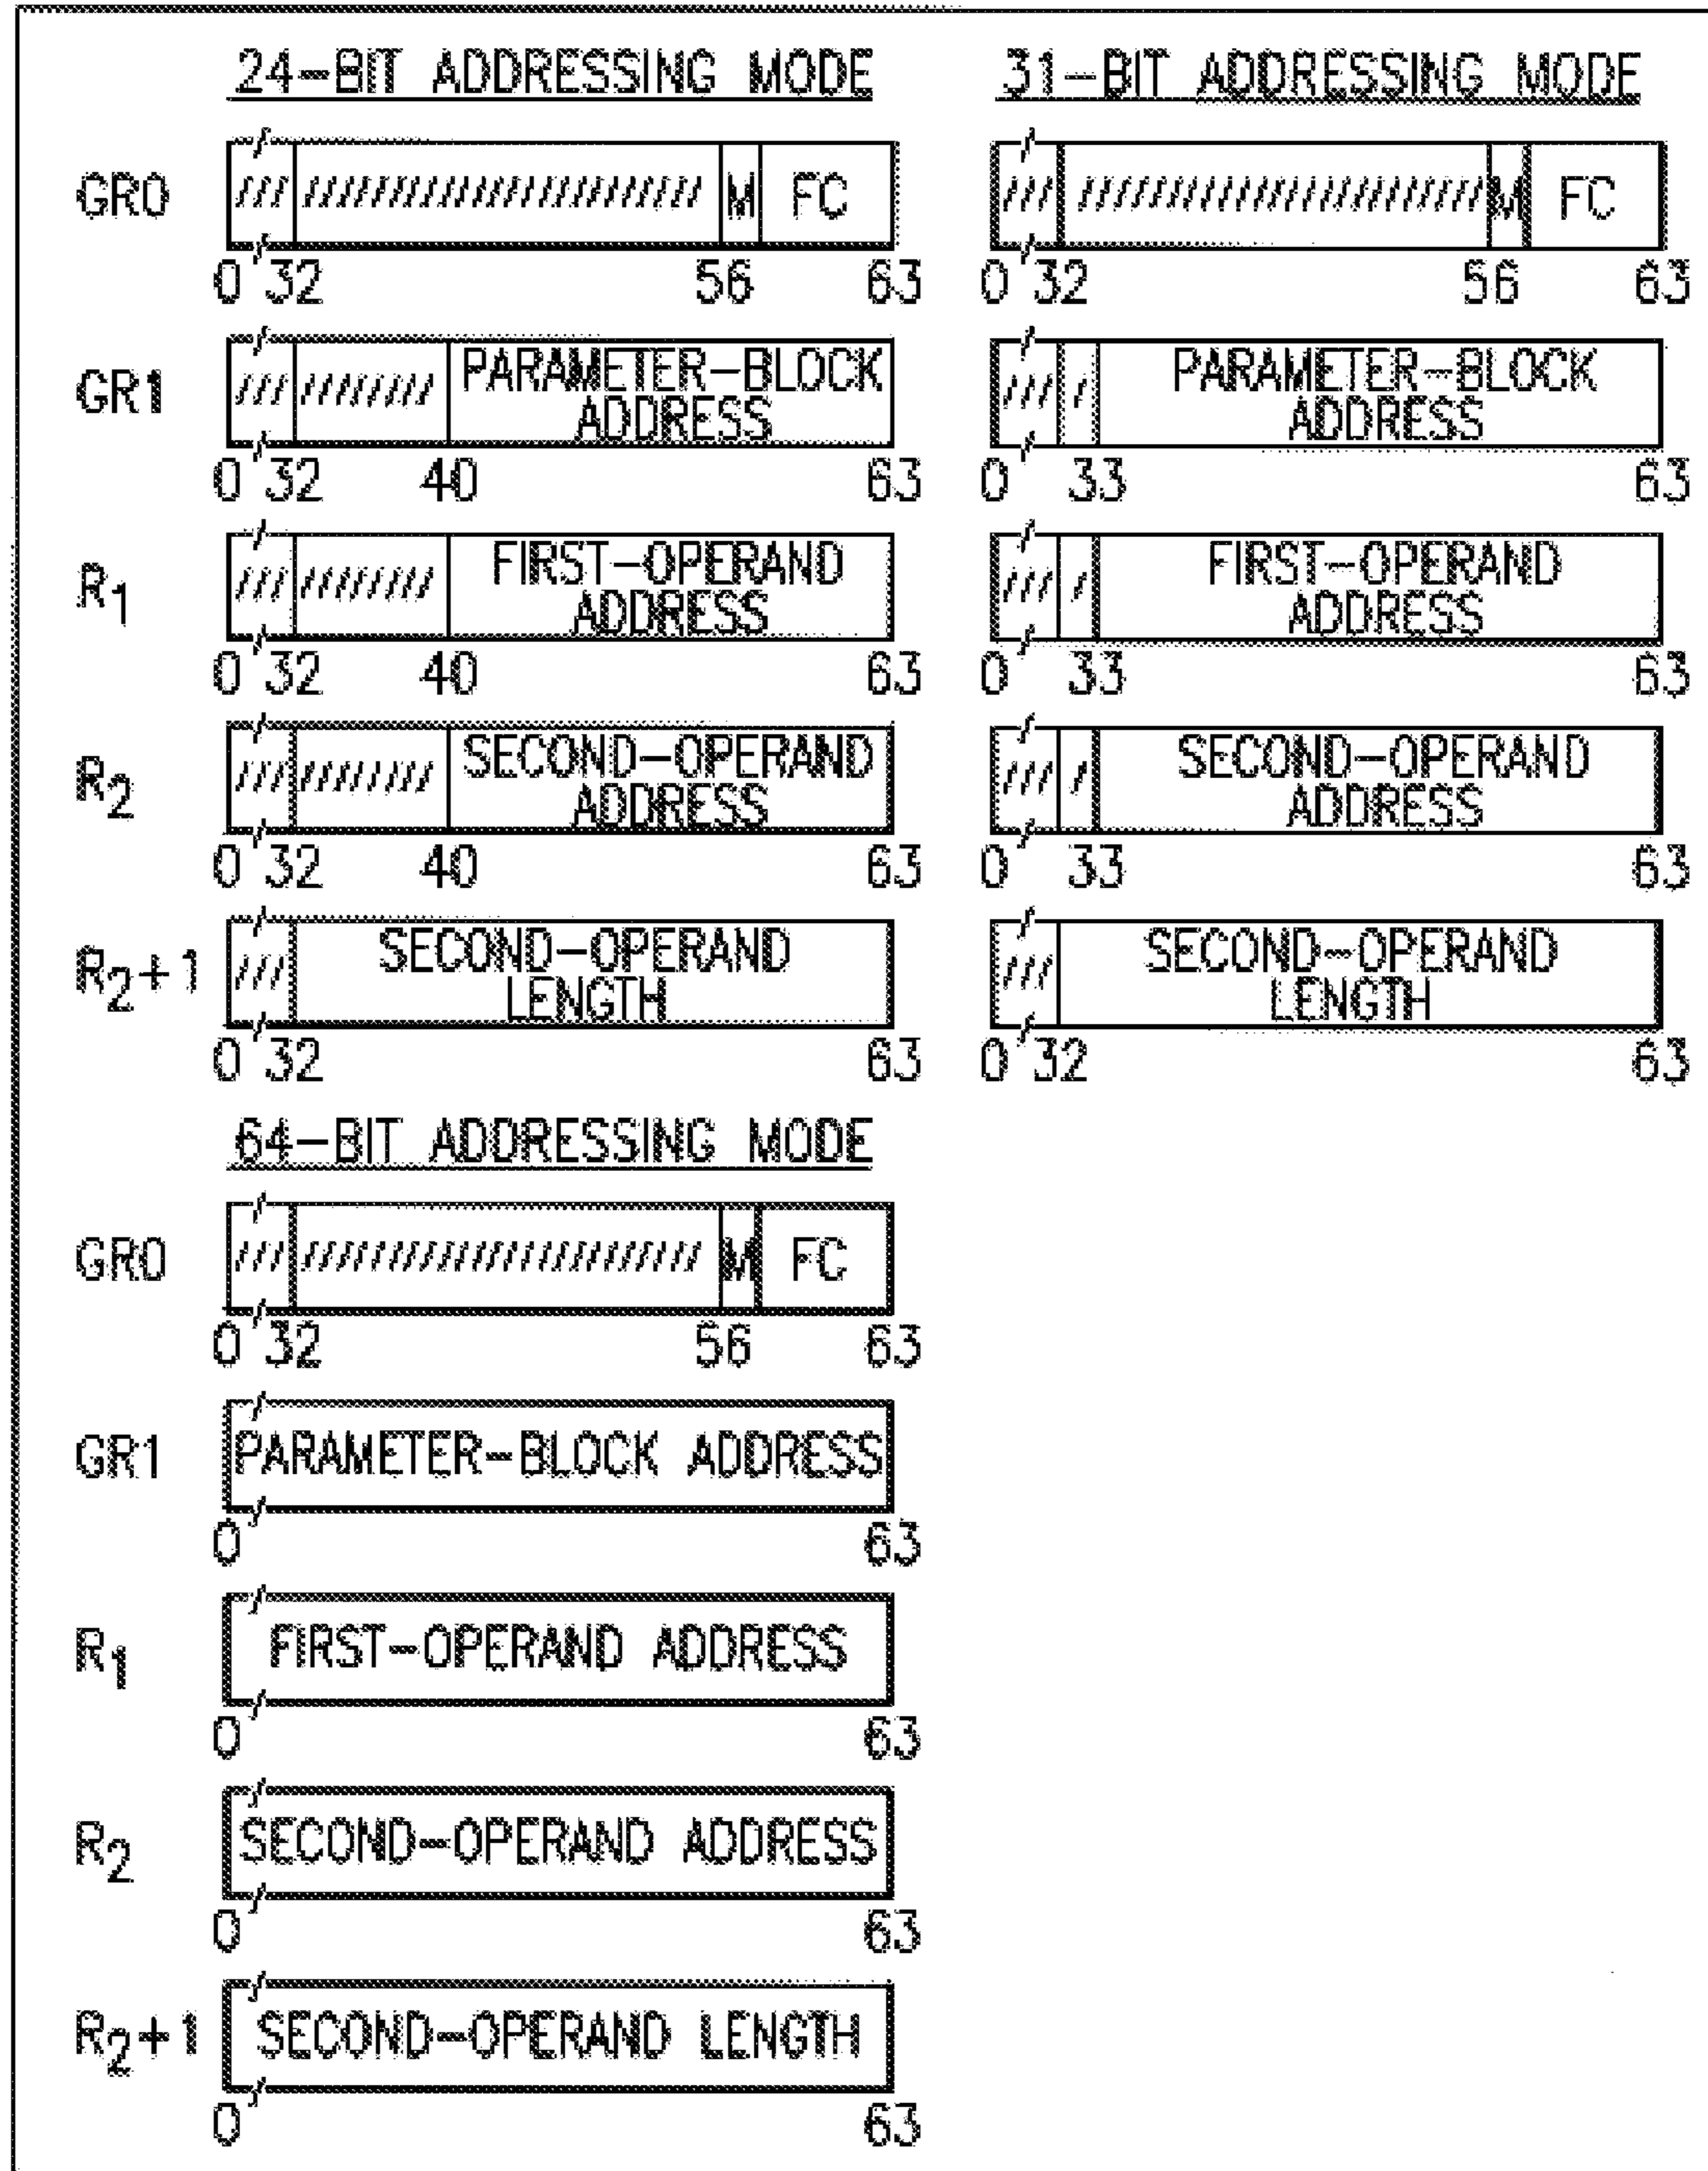 24-BIT ADDRESSING MODE
GR0 /// //////////////////////// M FC
0 32 56 63
GR1 /// //////// PARAMETER-BLOCK
ADDRESS
0 32 40 63
R1 /// //////// FIRST-OPERAND
ADDRESS
0 32 40 63
R2 /// //////// SECOND-OPERAND
ADDRESS
0 32 40 63
R2+1 /// SECOND-OPERAND
LENGTH
0 32 63
31-BIT ADDRESSING MODE
/// //////////////////////// M FC
0 32 56 63
/// / PARAMETER-BLOCK
ADDRESS
0 33 63
/// / FIRST-OPERAND
ADDRESS
0 33 63
/// / SECOND-OPERAND
ADDRESS
0 33 63
/// SECOND-OPERAND
LENGTH
0 32 63
64-BIT ADDRESSING MODE
GR0 /// //////////////////////// M FC
0 32 56 63
GR1 PARAMETER-BLOCK ADDRESS
0 63
R1 FIRST-OPERAND ADDRESS
0 63
R2 SECOND-OPERAND ADDRESS
0 63
R2+1 SECOND-OPERAND LENGTH
0 63